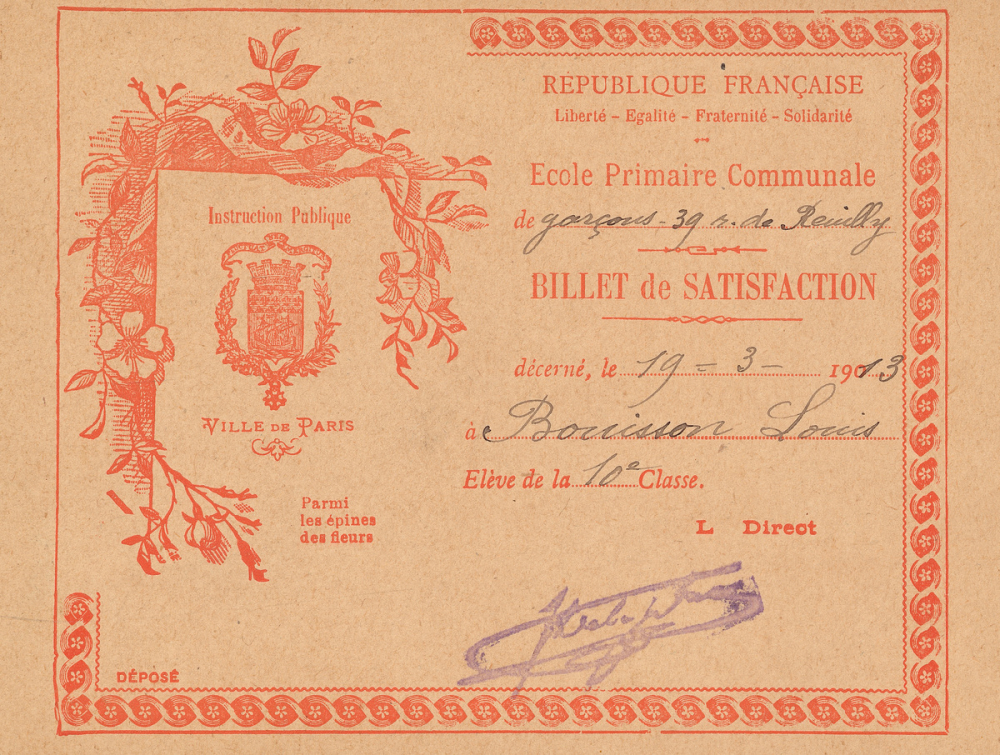 RÉPUBLIQUE FRANÇAISE
Liberté - Egalité - Fraternité - Solidarité
Ecole Primaire Communale
de garçons - 39 r. de Reuilly
BILLET de SATISFACTION
décerné, le 19 = 3 - 1913
à Bouisson Louis
Elève de la 10e Classe.
L Direct
Instruction Publique
VILLE DE PARIS
Parmi
les épines
des fleurs
DÉPOSÉ